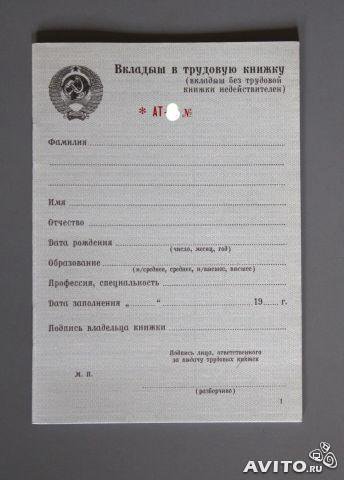 Вкладыш в трудовую книжку
(вкладыш без трудовой
книжки недействителен)
* АТ- №
Фамилия
Имя
Отчество
Дата рождения
(число, месяц, год)
Образование
(н/среднее, среднее, н/высшее, высшее)
Профессия, специальность
Дата заполнения „ “ 19 г.
Подпись владельца книжки
Подпись лица, ответственного
за выдачу трудовых книжек
М. П.
(разборчиво)
1
AVITO.ru